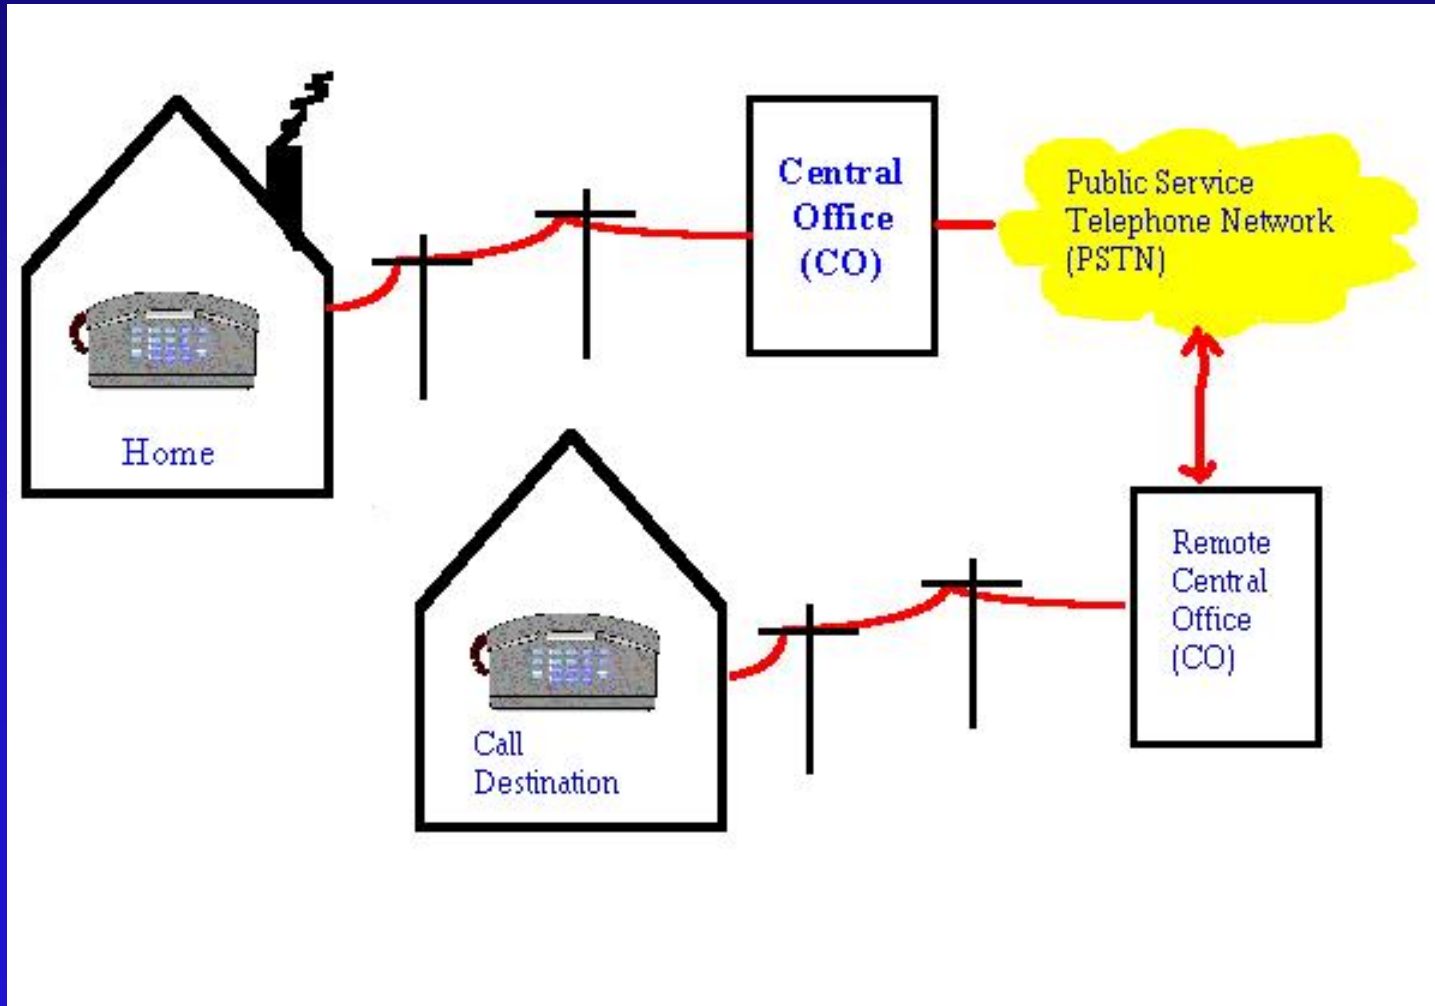 Central
Office
(CO)
Public Service
Telephone Network
(PSTN)
Home
Remote
Central
Office
(CO)
Call
Destination